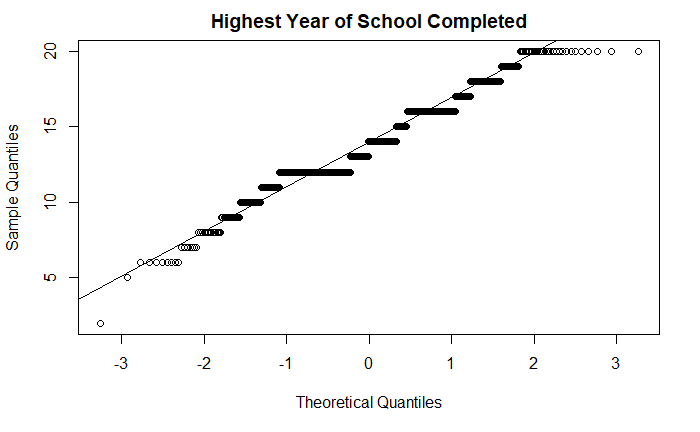 Highest Year of School Completed
20
15
10
5
Sample Quantiles
-3 -2 -1 0 1 2 3
Theoretical Quantiles